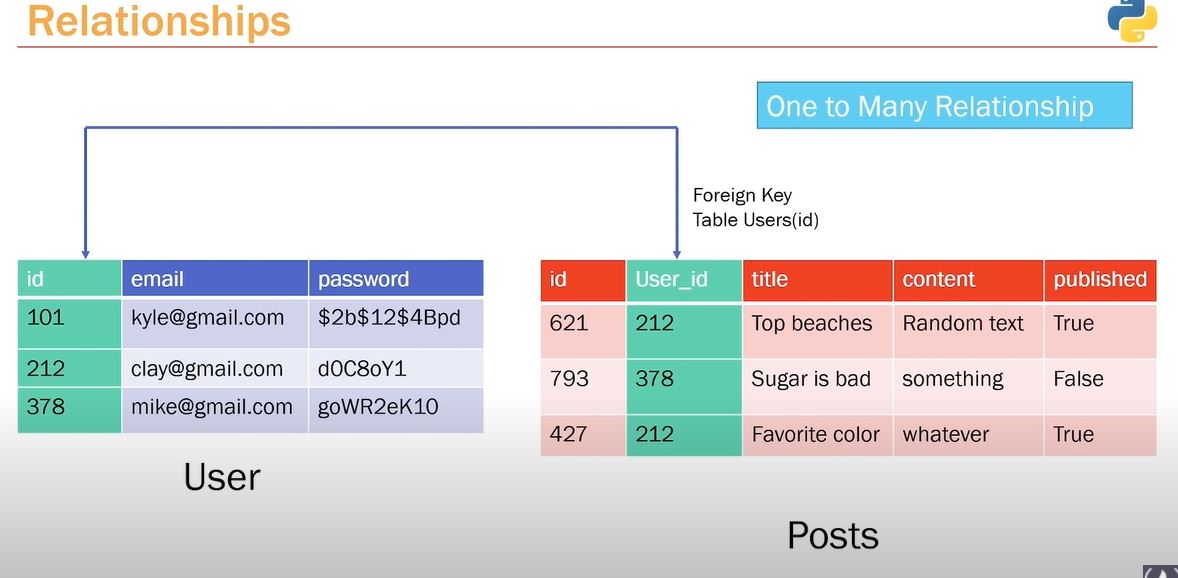 Relationships
One to Many Relationship
Foreign Key
Table Users(id)
id email password
101 kyle@gmail.com $2b$12$4Bpd
212 clay@gmail.com dOC8oY1
378 mike@gmail.com goWR2eK10
User
id User_id title content published
621 212 Top beaches Random text True
793 378 Sugar is bad something False
427 212 Favorite color whatever True
Posts